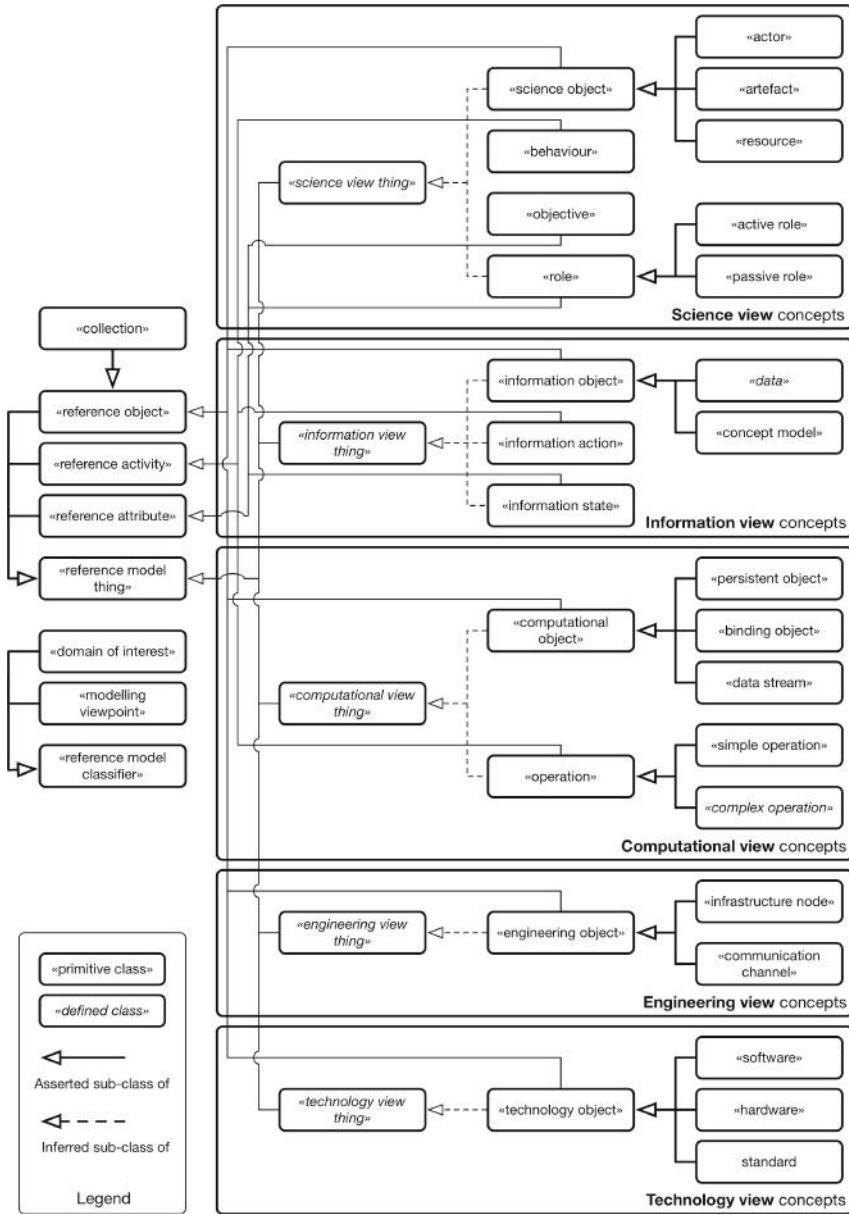 «actor»
«science object»
«artefact»
«resource»
«behaviour»
«science view thing»
«objective»
«active role»
«role»
«passive role»
Science view concepts
«collection»
«reference object»
«reference activity»
«reference attribute»
«reference model
thing»
«domain of interest»
«modelling
viewpoint»
«reference model
classifier»
«information object»
«data»
«information view
thing»
«information action»
«concept model»
«information state»
Information view concepts
«persistent object»
«computational
object»
«binding object»
«data stream»
«computational view
thing»
«simple operation»
«operation»
«complex operation»
Computational view concepts
«infrastructure node»
«engineering view
thing»
«engineering object»
«communication
channel»
Engineering view concepts
«software»
«technology view
thing»
«technology object»
«hardware»
standard
Technology view concepts
«primitive class»
«defined class»
Asserted sub-class of
Inferred sub-class of
Legend